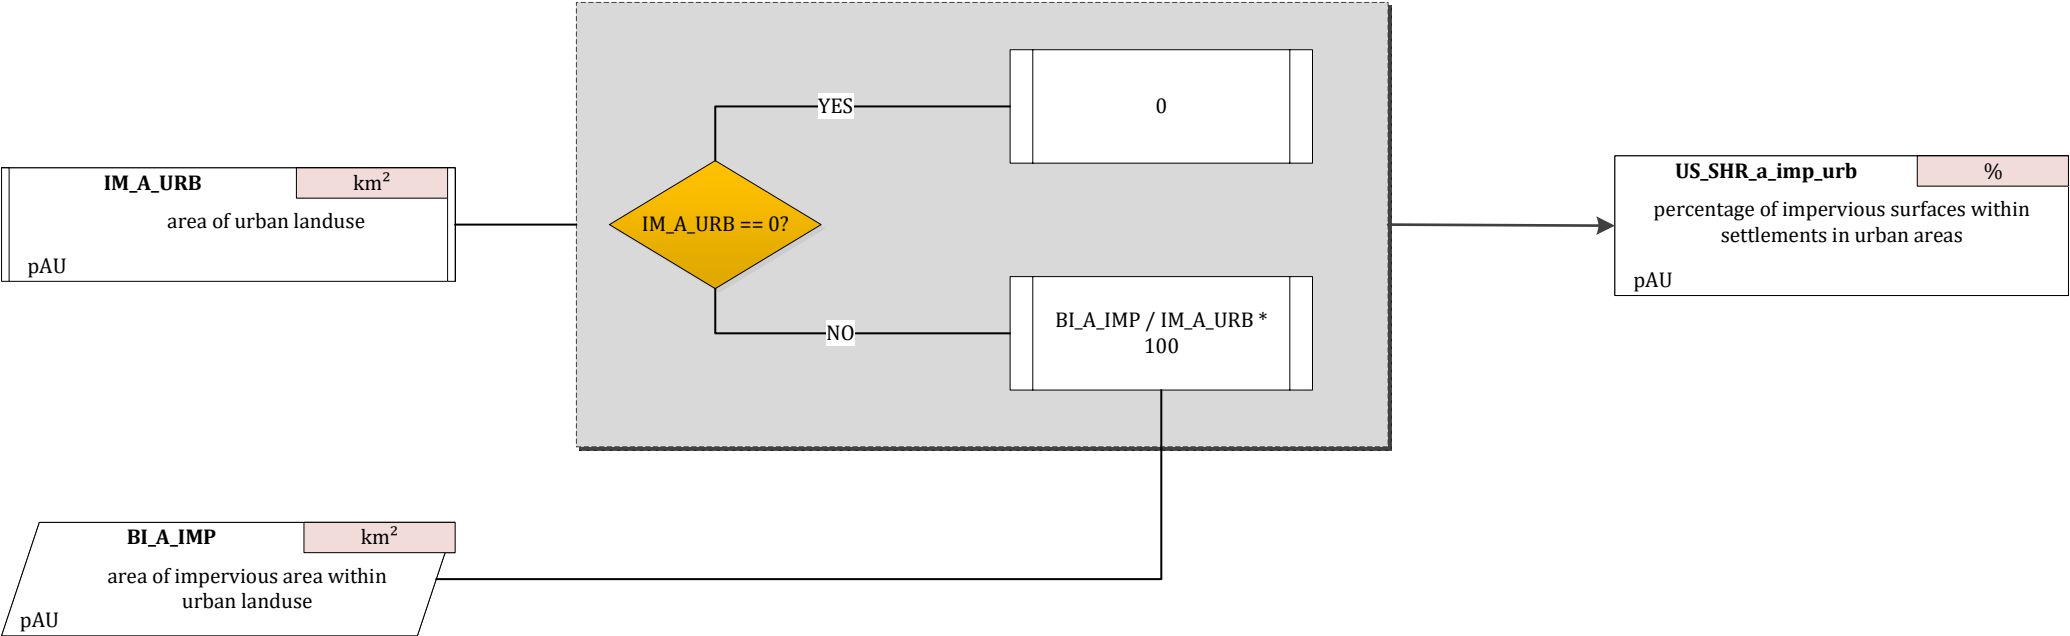 IM_A_URB
km²
area of urban landuse
pAU
YES
0
IM_A_URB == 0?
NO
BI_A_IMP / IM_A_URB *
100
US_SHR_a_imp_urb
%
percentage of impervious surfaces within
settlements in urban areas
pAU
BI_A_IMP
km²
area of impervious area within
urban landuse
pAU